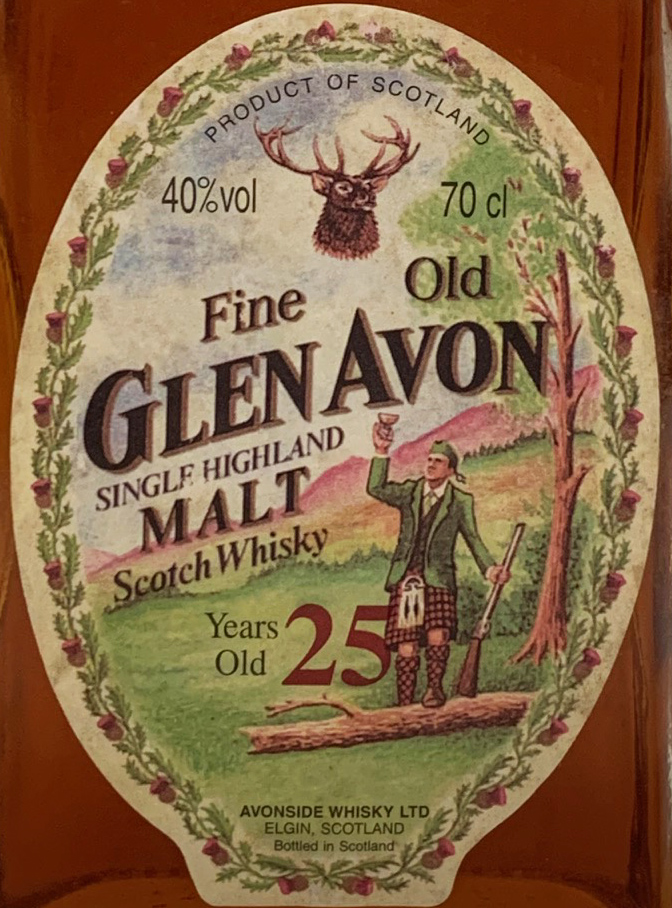 PRODUCT OF SCOTLAND
40%vol
70 cl
Fine Old
GLEN AVON
SINGLE HIGHLAND
MALT
Scotch Whisky
Years Old 25
AVONSIDE WHISKY LTD
ELGIN, SCOTLAND
Bottled in Scotland